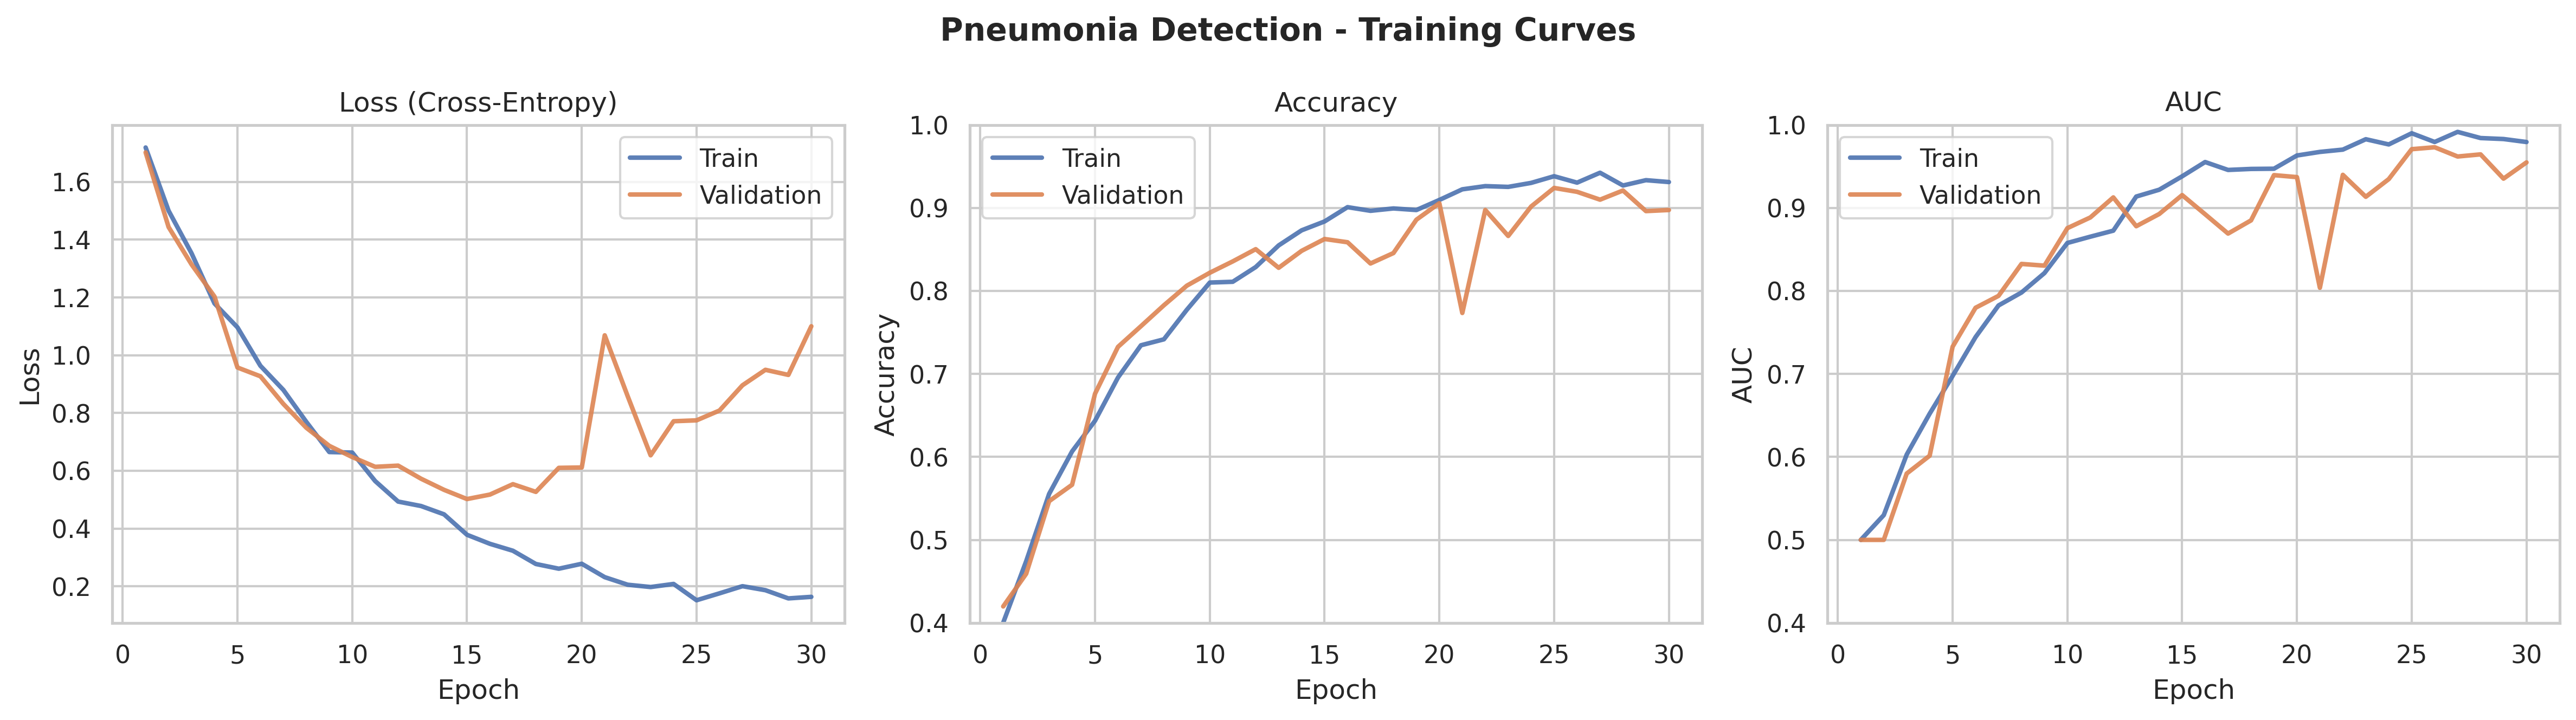 Pneumonia Detection - Training Curves
Loss (Cross-Entropy)
Train
Validation
Loss
1.6
1.4
1.2
1.0
0.8
0.6
0.4
0.2
0 5 10 15 20 25 30
Epoch
Accuracy
Train
Validation
Accuracy
1.0
0.9
0.8
0.7
0.6
0.5
0.4
0 5 10 15 20 25 30
Epoch
AUC
Train
Validation
AUC
1.0
0.9
0.8
0.7
0.6
0.5
0.4
0 5 10 15 20 25 30
Epoch